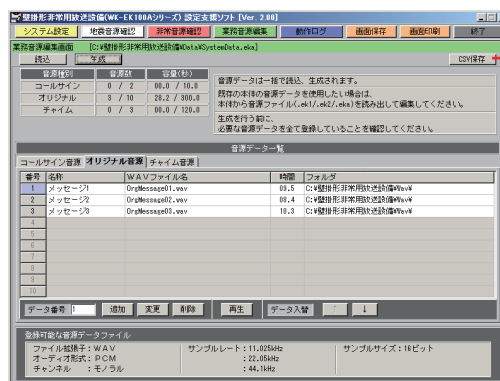 壁掛形非常用放送設備(WK-EK100Aシリーズ) 設定支援ソフト [Ver. 2.00]
システム設定 地震音源確認 非常音源確認 業務音源編集 動作ログ 画面保存 画面印刷 終了
業務音源編集画面 [C:¥壁掛形非常用放送設備¥Data¥SystemData.eka]
読込 生成 CSV保存
音源種別 音源数 容量(秒)
コールサイン 0 / 2 00.0 / 10.0
オリジナル 3 / 10 28.2 / 300.0
チャイム 0 / 3 00.0 / 120.0
音源データは一括で読込、生成されます。
既存の本体の音源データを使用したい場合は、
本体から音源ファイル(.ek1/.ek2/.eka)を読み出して編集してください。
生成を行う前に、
必要な音源データを全て登録していることを確認してください。
音源データ一覧
コールサイン音源 オリジナル音源 チャイム音源
番号 名称 WAVファイル名 時間 フォルダ
1 メッセージ1 OrgMessage01.wav 09.5 C:¥壁掛形非常用放送設備¥Wav¥
2 メッセージ2 OrgMessage02.wav 08.4 C:¥壁掛形非常用放送設備¥Wav¥
3 メッセージ3 OrgMessage03.wav 10.3 C:¥壁掛形非常用放送設備¥Wav¥
4
5
6
7
8
9
10
データ番号 1 追加 変更 削除 再生 データ入替 ↑ ↓
登録可能な音源データファイル
ファイル拡張子：WAV サンプルレート：11.025kHz サンプルサイズ：16ビット
オーディオ形式：PCM ：22.05kHz
チャンネル ：モノラル ：44.1kHz